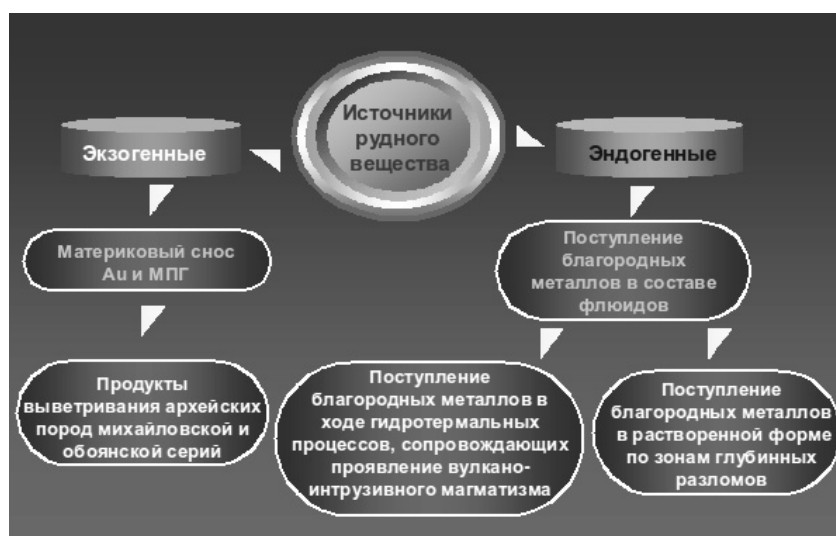 Источники
рудного
вещества
Экзогенные
Эндогенные
Материковый снос
Au и МПГ
Поступление
благородных
металлов в составе
флюидов
Продукты
выветривания архейских
пород михайловской и
обоянской серий
Поступление
благородных металлов в
ходе гидротермальных
процессов, сопровождающих
проявление вулкано-
интрузивного магматизма
Поступление
благородных металлов
в растворенной форме
по зонам глубинных
разломов